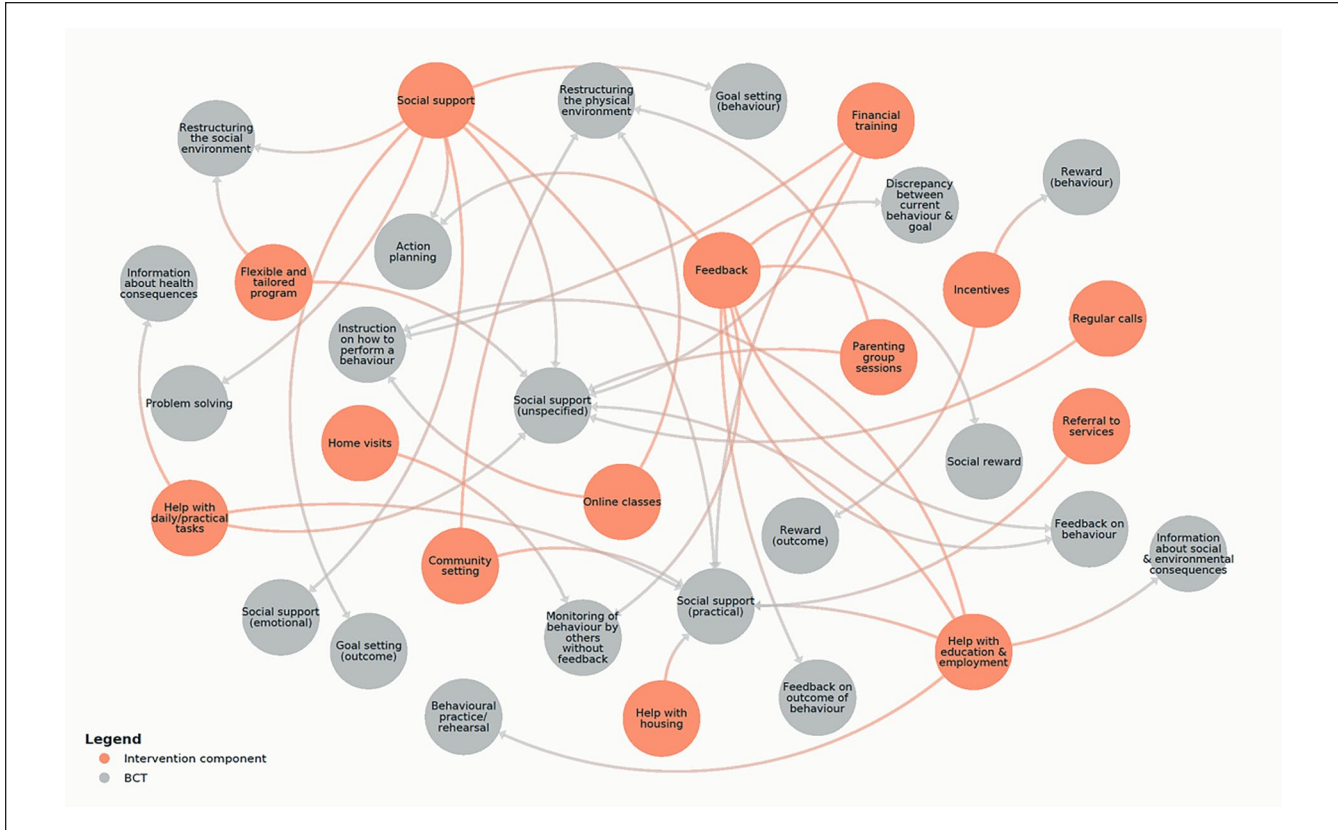 Social support
Restructuring
the physical
environment
Goal setting
(behaviour)
Financial
training
Restructuring
the social
environment
Reward
(behaviour)
Discrepancy
between
current
behaviour &
goal
Action
planning
Feedback
Information
about health
consequences
Flexible and
tailored
program
Incentives
Regular calls
Instruction
on how to
perform a
behaviour
Parenting
group
sessions
Problem solving
Social support
(unspecified)
Home visits
Referral to
services
Social reward
Online classes
Help with
daily/practical
tasks
Reward
(outcome)
Feedback on
behaviour
Information
about social
& environmental
consequences
Community
setting
Social support
(emotional)
Goal setting
(outcome)
Monitoring of
behaviour by
others
without
feedback
Social support
(practical)
Help with
education &
employment
Feedback on
outcome of
behaviour
Behavioural
practice/
rehearsal
Help with
housing
Legend
Intervention component
BCT